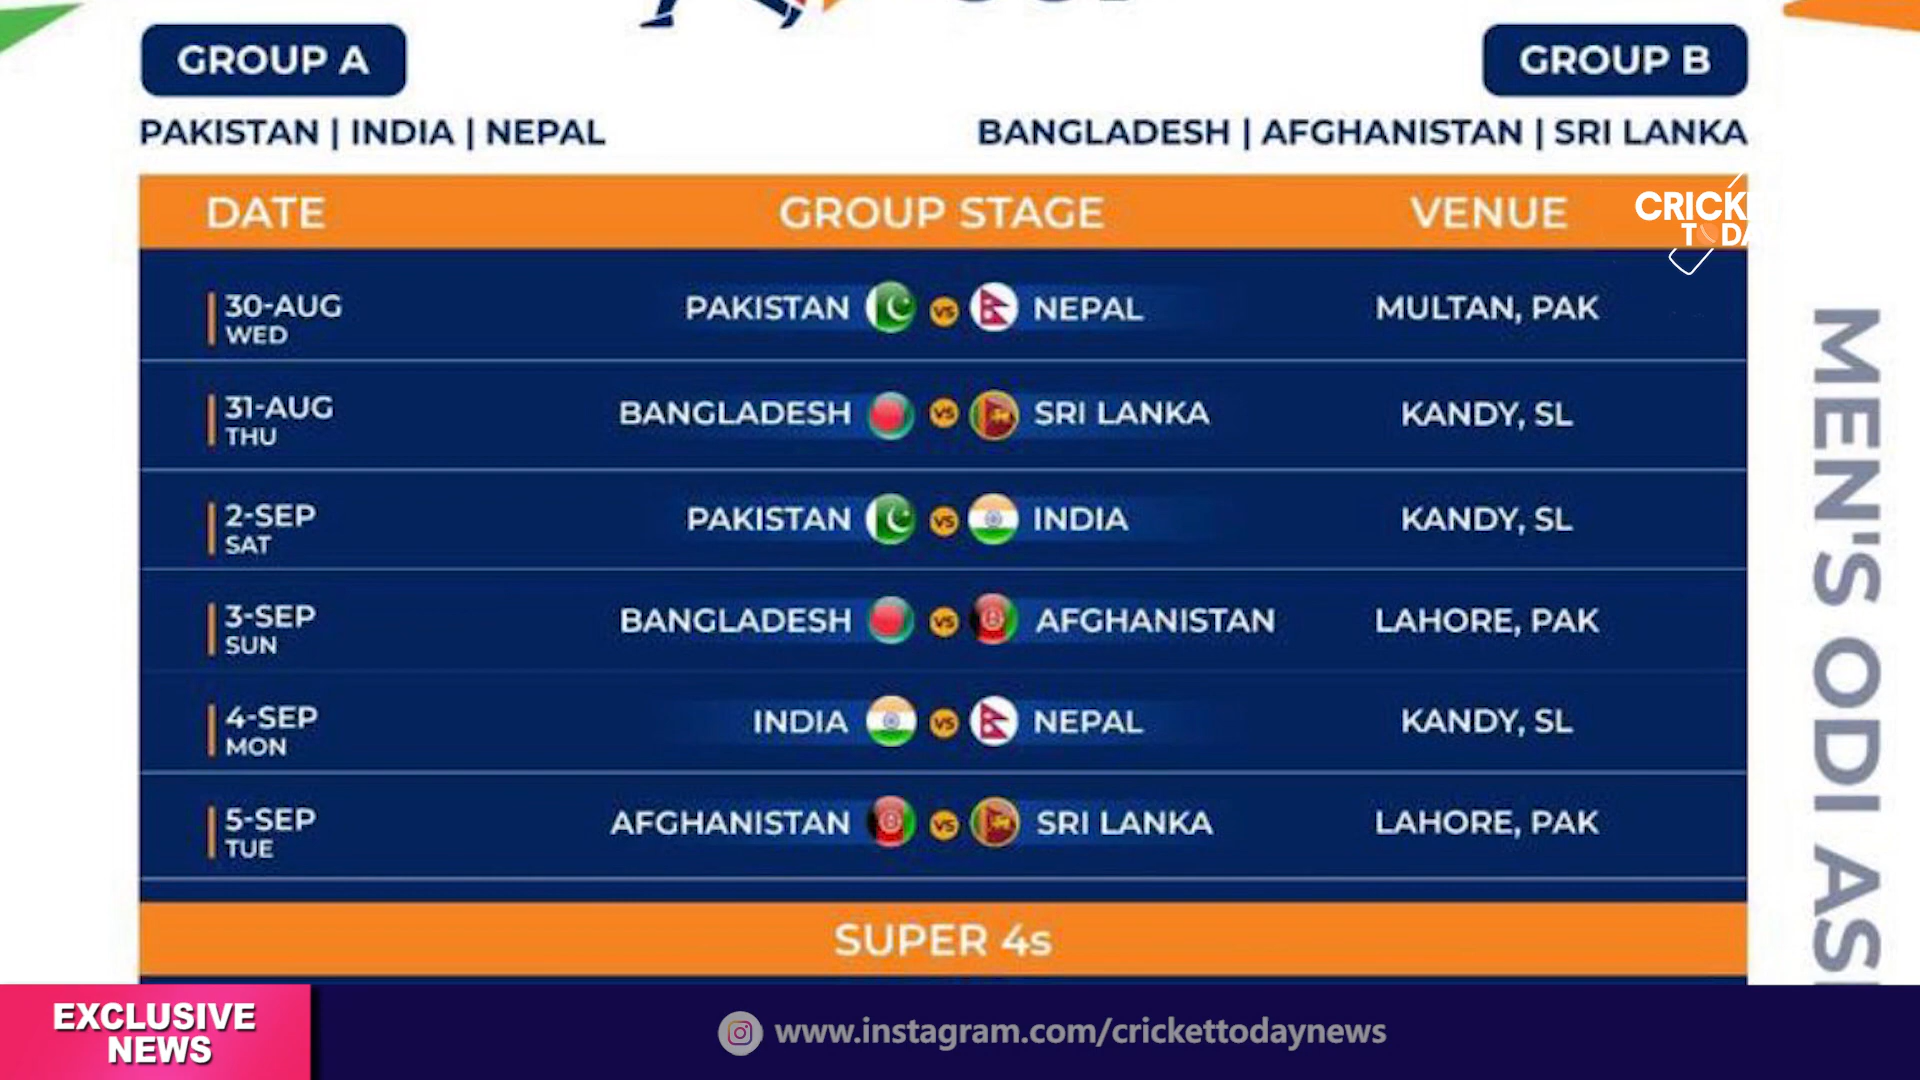 GROUP A
GROUP B
PAKISTAN | INDIA | NEPAL
BANGLADESH | AFGHANISTAN | SRI LANKA
DATE GROUP STAGE VENUE
30-AUG
WED
PAKISTAN VS NEPAL
MULTAN, PAK
31-AUG
THU
BANGLADESH VS SRI LANKA
KANDY, SL
2-SEP
SAT
PAKISTAN VS INDIA
KANDY, SL
3-SEP
SUN
BANGLADESH VS AFGHANISTAN
LAHORE, PAK
4-SEP
MON
INDIA VS NEPAL
KANDY, SL
5-SEP
TUE
AFGHANISTAN VS SRI LANKA
LAHORE, PAK
SUPER 4s
MEN'S ODI
EXCLUSIVE
NEWS
www.instagram.com/crickettodaynews